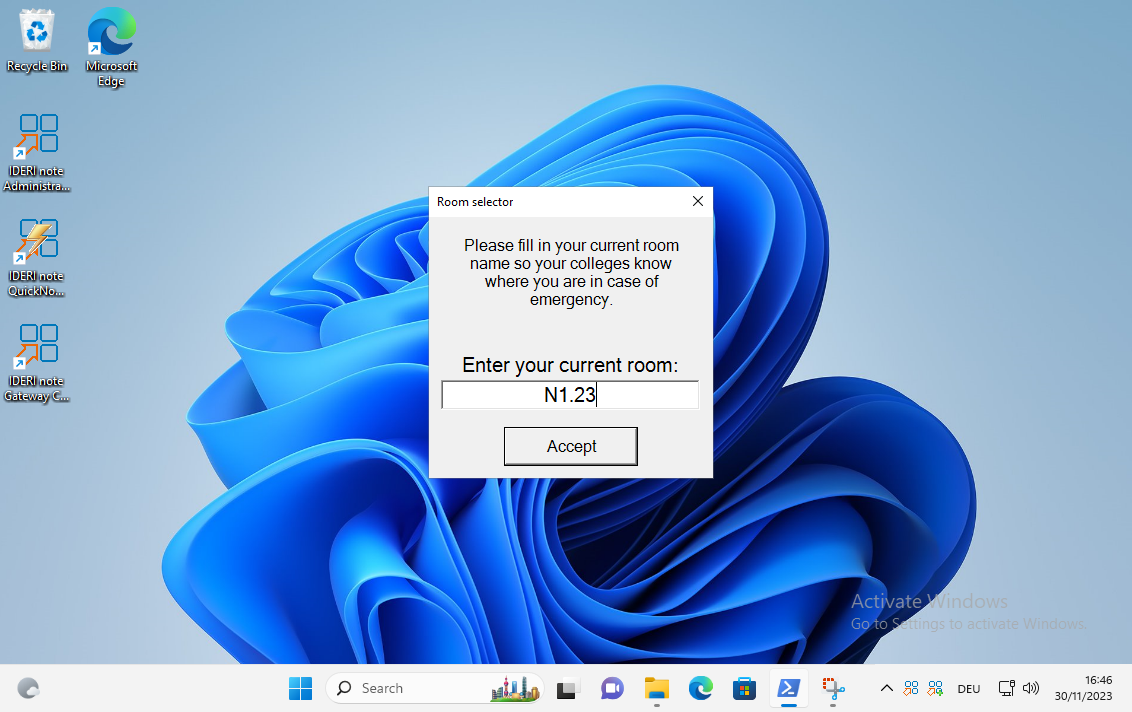 Recycle Bin
Microsoft
Edge
IDERI note
Administra...
IDERI note
QuickNo...
IDERI note
Gateway C...
Room selector
Please fill in your current room
name so your colleges know
where you are in case of
emergency.
Enter your current room:
N1.23
Accept
Activate Windows
Go to Settings to activate Windows.
Search
DEU
16:46
30/11/2023